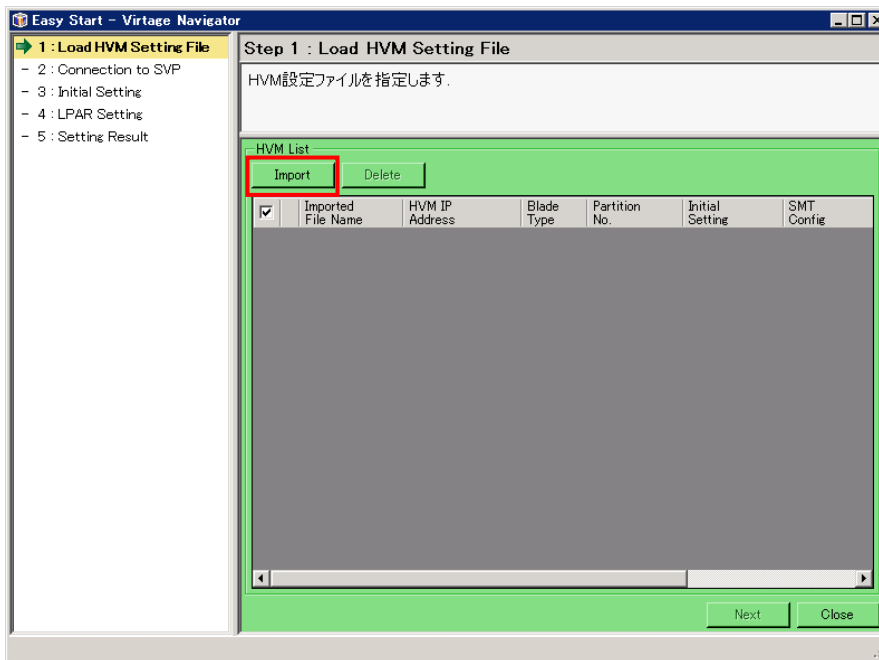 Easy Start - Virtage Navigator
1 : Load HVM Setting File
- 2 : Connection to SVP
- 3 : Initial Setting
- 4 : LPAR Setting
- 5 : Setting Result
Step 1 : Load HVM Setting File
HVM設定ファイルを指定します.
HVM List
Import
Delete
Imported File Name
HVM IP Address
Blade Type
Partition No.
Initial Setting
SMT Config
Next
Close